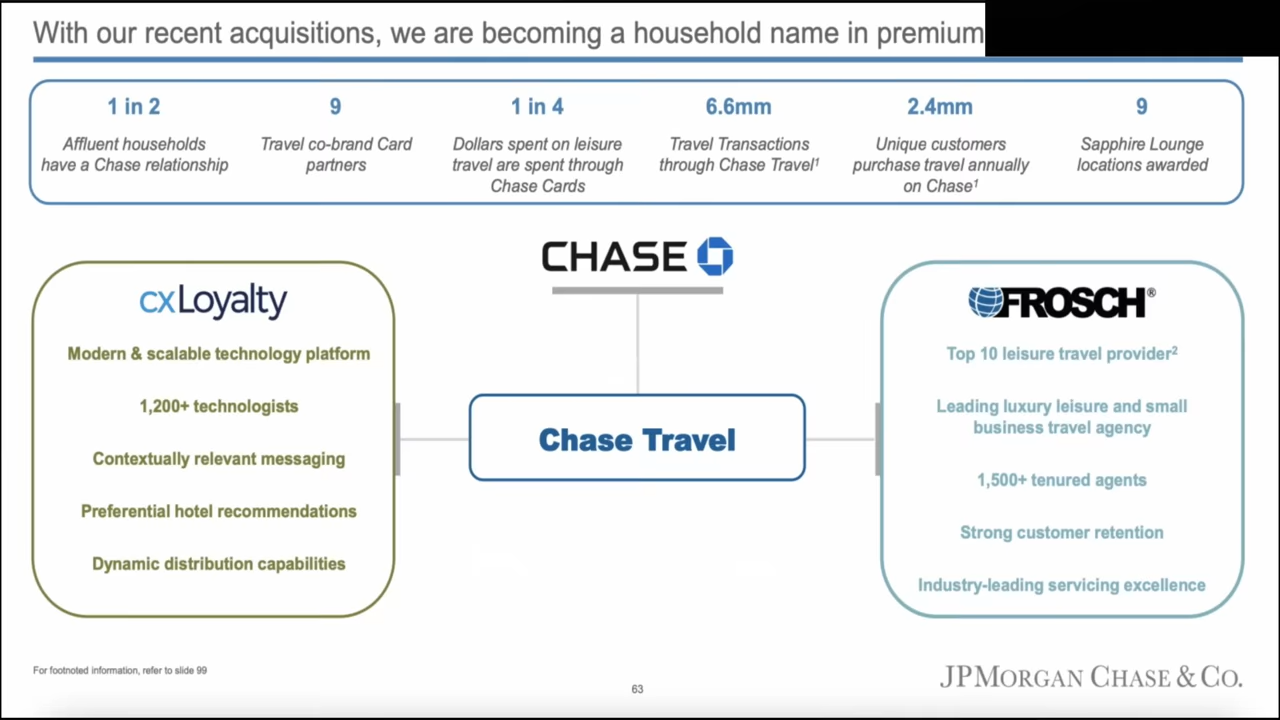 With our recent acquisitions, we are becoming a household name in premium
1 in 2
Affluent households
have a Chase relationship
9
Travel co-brand Card
partners
1 in 4
Dollars spent on leisure
travel are spent through
Chase Cards
6.6mm
Travel Transactions
through Chase Travel¹
2.4mm
Unique customers
purchase travel annually
on Chase¹
9
Sapphire Lounge
locations awarded
CHASE
cxLoyalty
Modern & scalable technology platform
1,200+ technologists
Contextually relevant messaging
Preferential hotel recommendations
Dynamic distribution capabilities
Chase Travel
FROSCH®
Top 10 leisure travel provider²
Leading luxury leisure and small
business travel agency
1,500+ tenured agents
Strong customer retention
Industry-leading servicing excellence
For footnoted information, refer to slide 99
63
JPMORGAN CHASE & CO.